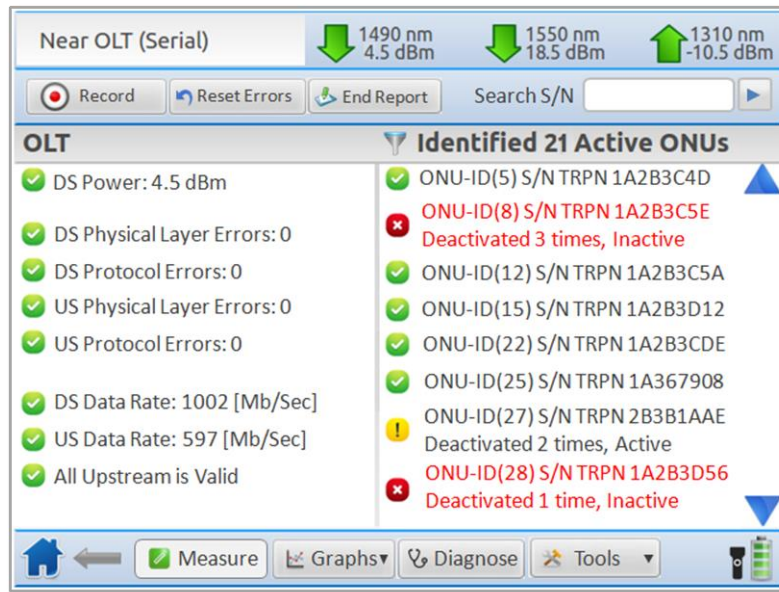 Near OLT (Serial)
1490 nm
4.5 dBm
1550 nm
18.5 dBm
1310 nm
-10.5 dBm
Record
Reset Errors
End Report
Search S/N
OLT
Identified 21 Active ONUs
DS Power: 4.5 dBm
DS Physical Layer Errors: 0
DS Protocol Errors: 0
US Physical Layer Errors: 0
US Protocol Errors: 0
DS Data Rate: 1002 [Mb/Sec]
US Data Rate: 597 [Mb/Sec]
All Upstream is Valid
ONU-ID(5) S/N TRPN 1A2B3C4D
ONU-ID(8) S/N TRPN 1A2B3C5E
Deactivated 3 times, Inactive
ONU-ID(12) S/N TRPN 1A2B3C5A
ONU-ID(15) S/N TRPN 1A2B3D12
ONU-ID(22) S/N TRPN 1A2B3CDE
ONU-ID(25) S/N TRPN 1A367908
ONU-ID(27) S/N TRPN 2B3B1AAE
Deactivated 2 times, Active
ONU-ID(28) S/N TRPN 1A2B3D56
Deactivated 1 time, Inactive
Measure
Graphs
Diagnose
Tools